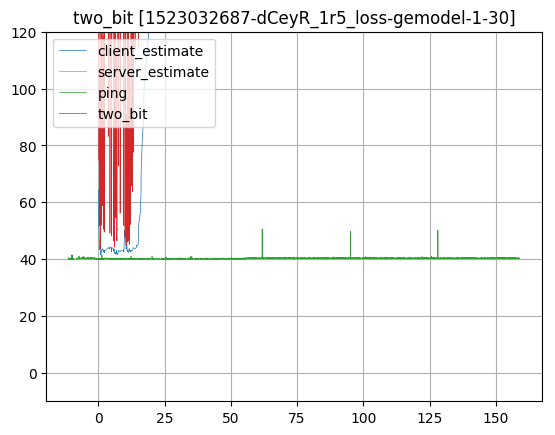 two_bit [1523032687-dCeyR_1r5_loss-gemodel-1-30]
120
100
80
60
40
20
0
client_estimate
server_estimate
ping
two_bit
0
25
50
75
100
125
150